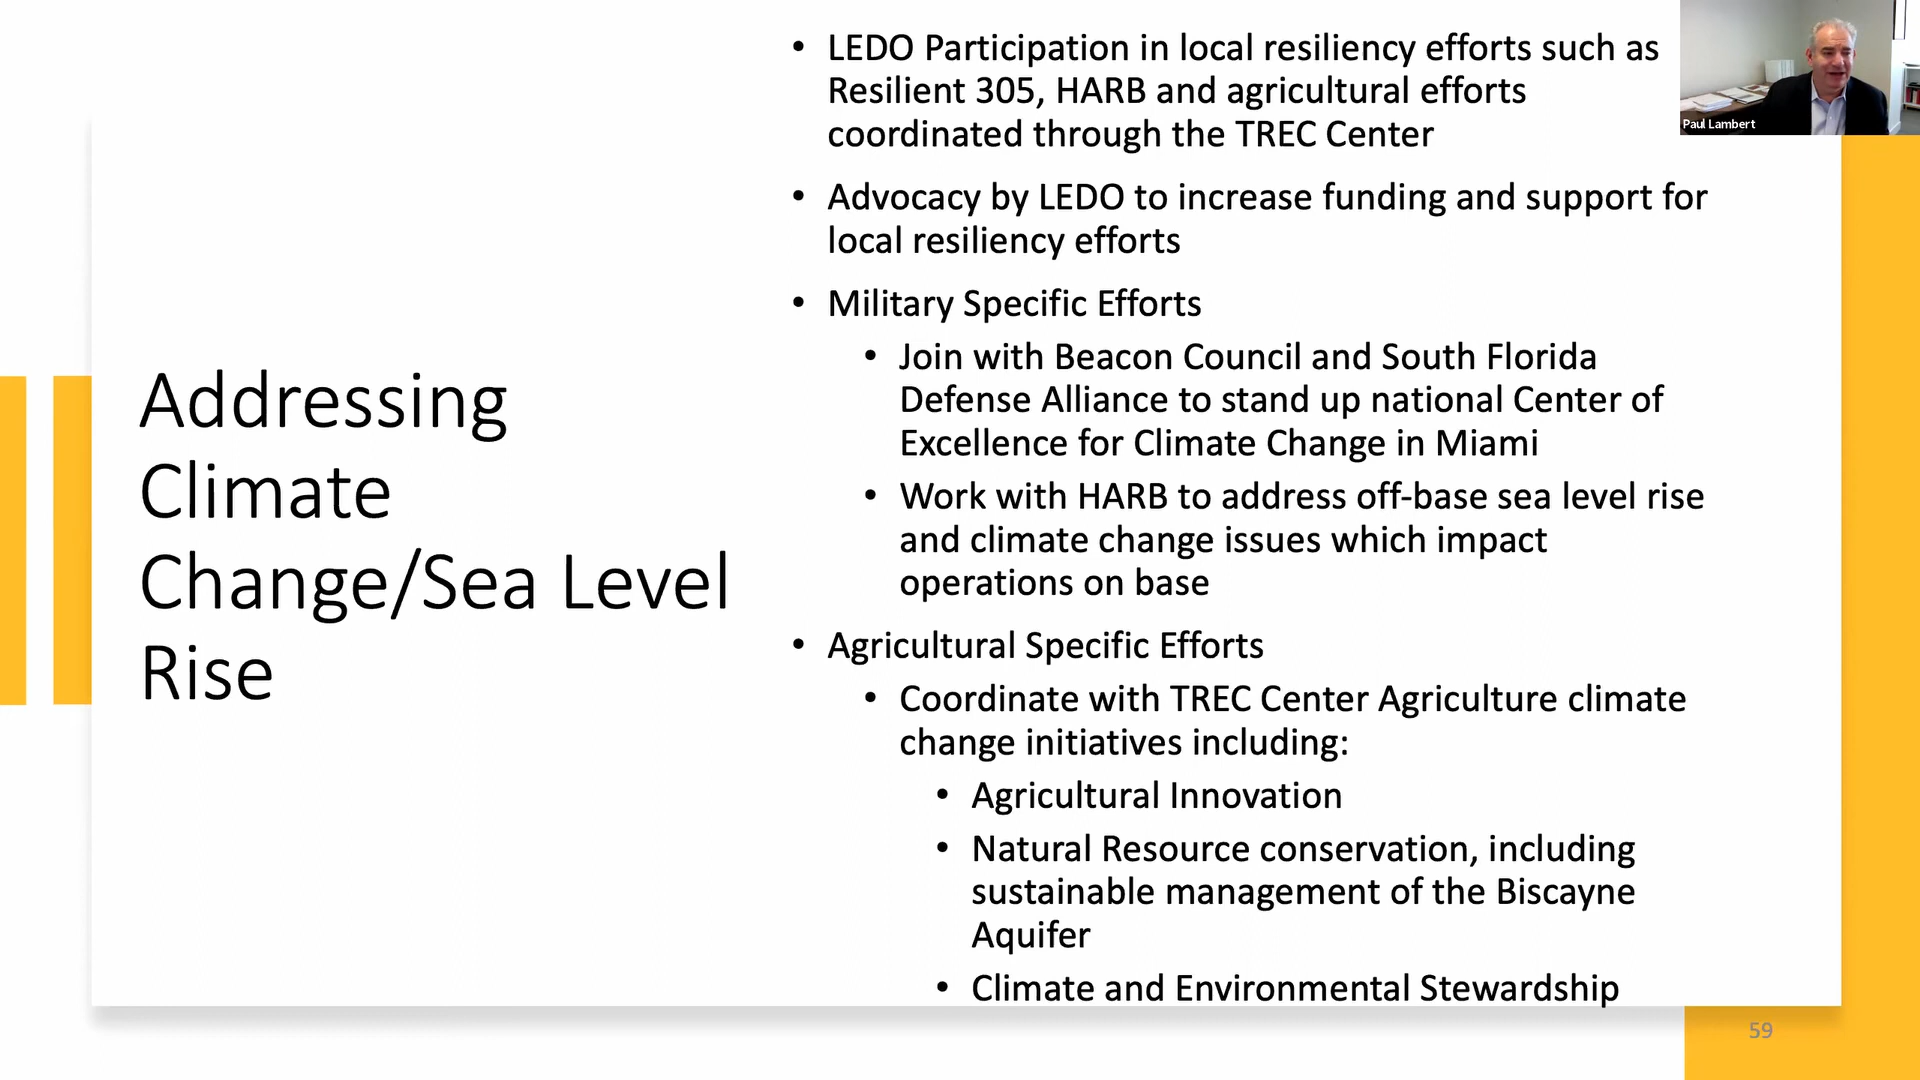 Addressing
Climate
Change/Sea Level
Rise
• LEDO Participation in local resiliency efforts such as
Resilient 305, HARB and agricultural efforts
coordinated through the TREC Center
• Advocacy by LEDO to increase funding and support for
local resiliency efforts
• Military Specific Efforts
• Join with Beacon Council and South Florida
Defense Alliance to stand up national Center of
Excellence for Climate Change in Miami
• Work with HARB to address off-base sea level rise
and climate change issues which impact
operations on base
• Agricultural Specific Efforts
• Coordinate with TREC Center Agriculture climate
change initiatives including:
• Agricultural Innovation
• Natural Resource conservation, including
sustainable management of the Biscayne
Aquifer
• Climate and Environmental Stewardship
Paul Lambert
59